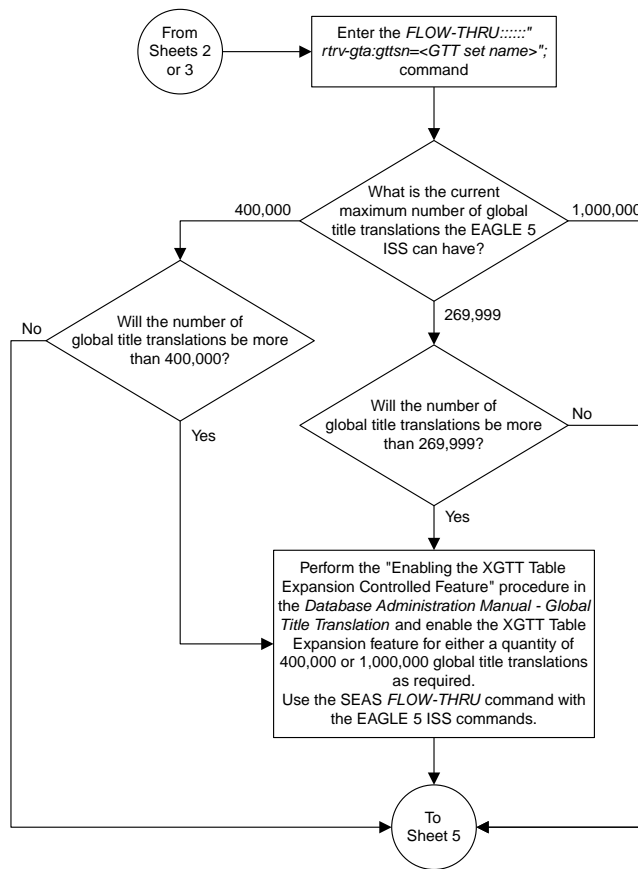 From
Sheets 2
or 3
Enter the FLOW-THRU::::::"
rtrv-gta:gttsn=<GTT set name>";
command
What is the current
maximum number of global
title translations the EAGLE 5
ISS can have?
400,000
1,000,000
269,999
Will the number of
global title translations be more
than 400,000?
No
Yes
Will the number of
global title translations be more
than 269,999?
No
Yes
Perform the "Enabling the XGTT Table
Expansion Controlled Feature" procedure in
the Database Administration Manual - Global
Title Translation and enable the XGTT Table
Expansion feature for either a quantity of
400,000 or 1,000,000 global title translations
as required.
Use the SEAS FLOW-THRU command with
the EAGLE 5 ISS commands.
To
Sheet 5